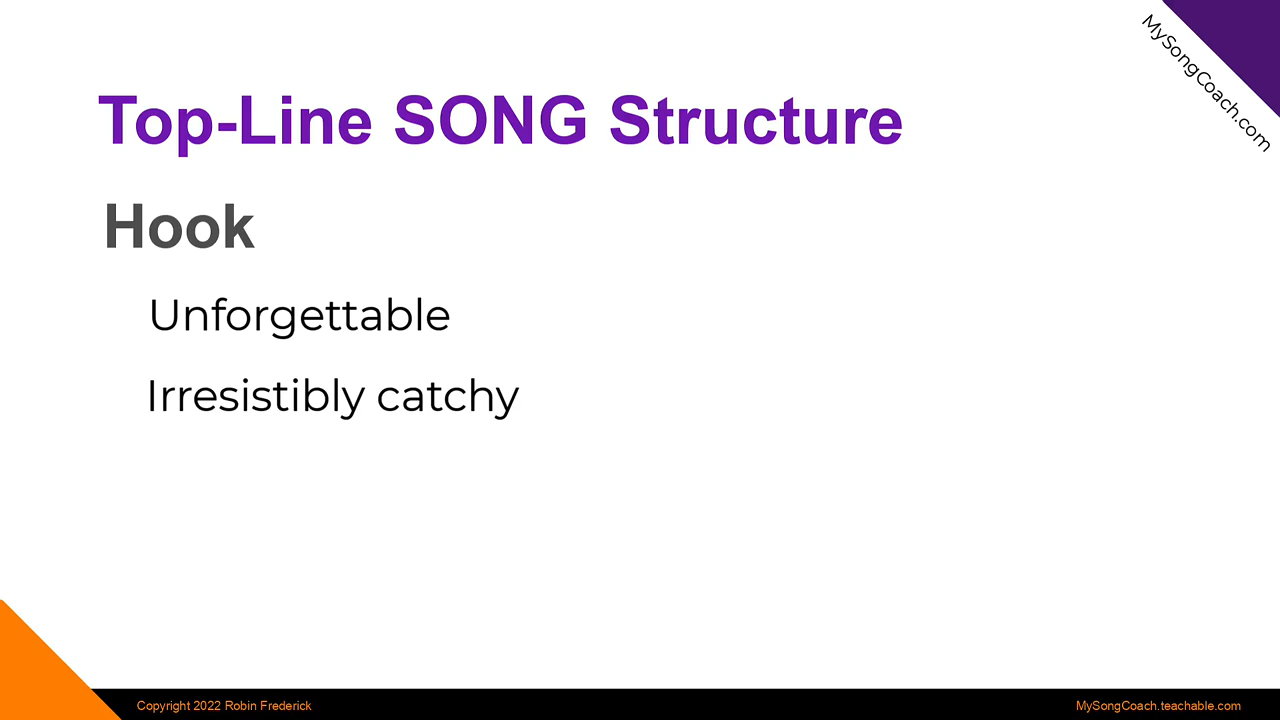 MySongCoach.com
Top-Line SONG Structure
Hook
Unforgettable
Irresistibly catchy
Copyright 2022 Robin Frederick
MySongCoach.teachable.com